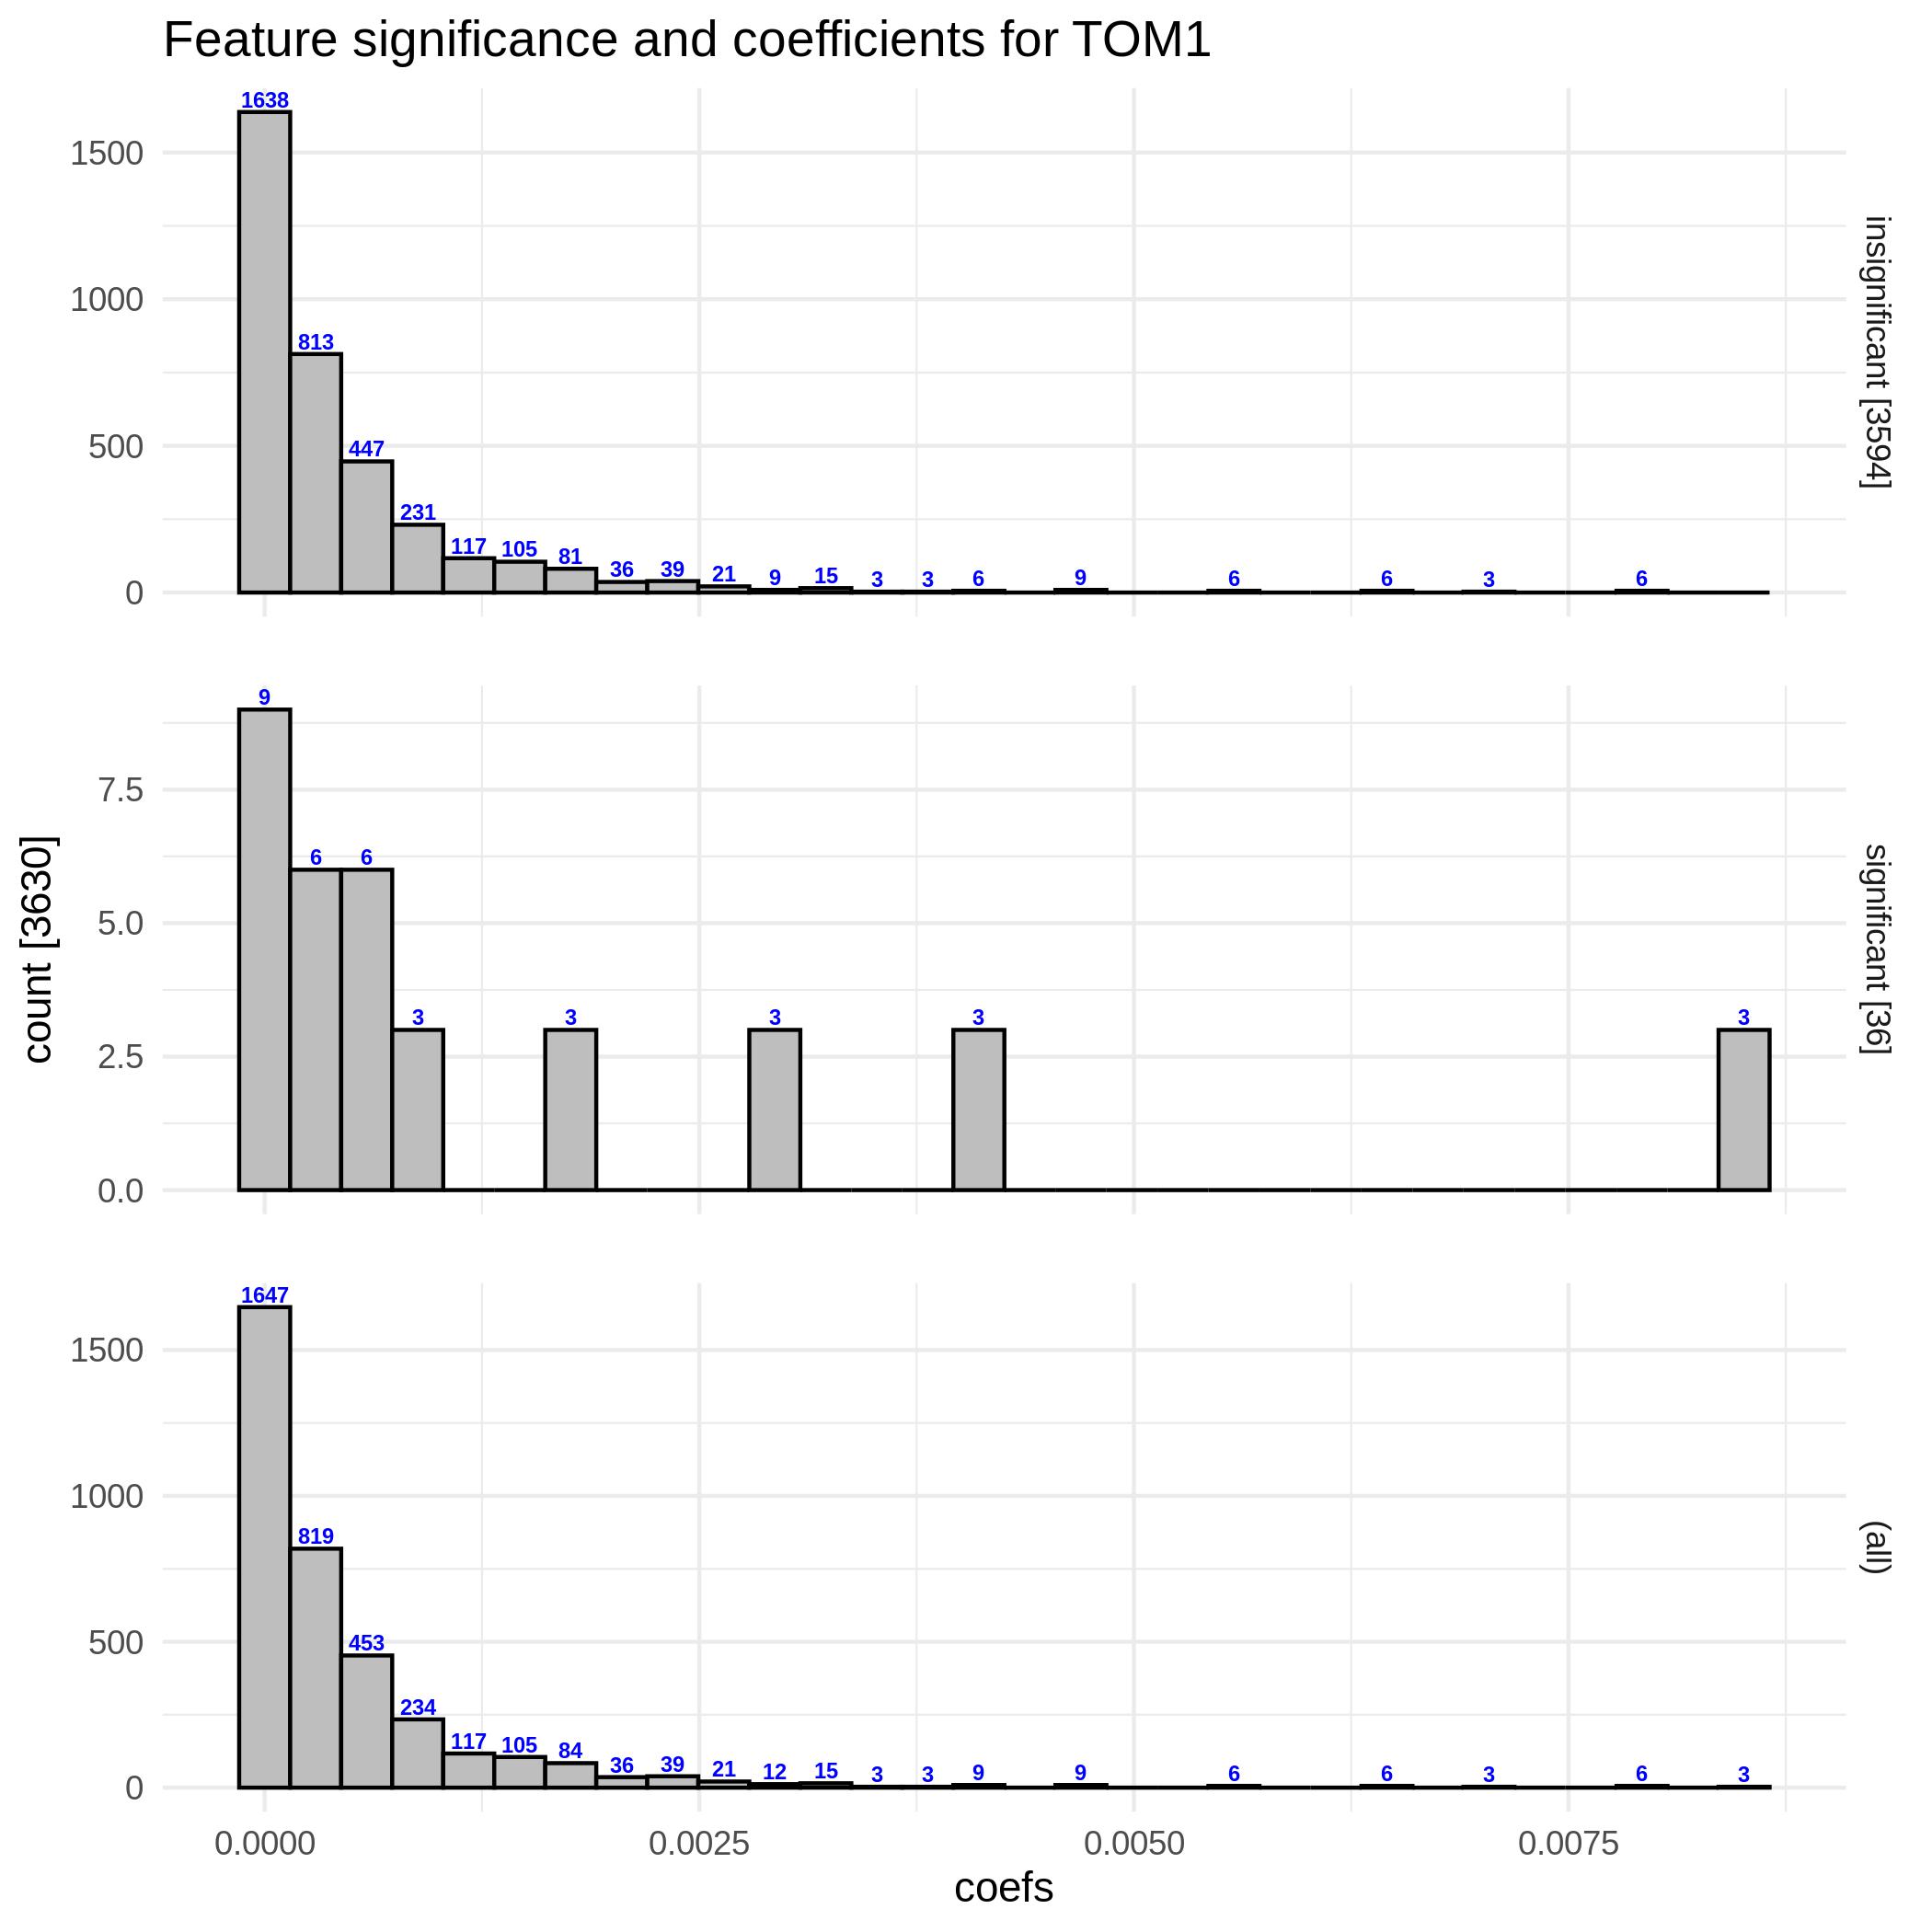 Feature significance and coefficients for TOM1
1638
1500
813
1000
447
500
231
117 105 81 36 39 21 9 15 3 3 6 9 6 6 3 6
0
insignificant [3594]
9
7.5
6 6
5.0
3 3 3 3 3
2.5
0.0
significant [36]
count [3630]
1647
1500
1000
819
500
453
234
117 105 84 36 39 21 12 15 3 3 9 9 6 6 3 6 3
0
(all)
0.0000 0.0025 0.0050 0.0075
coefs